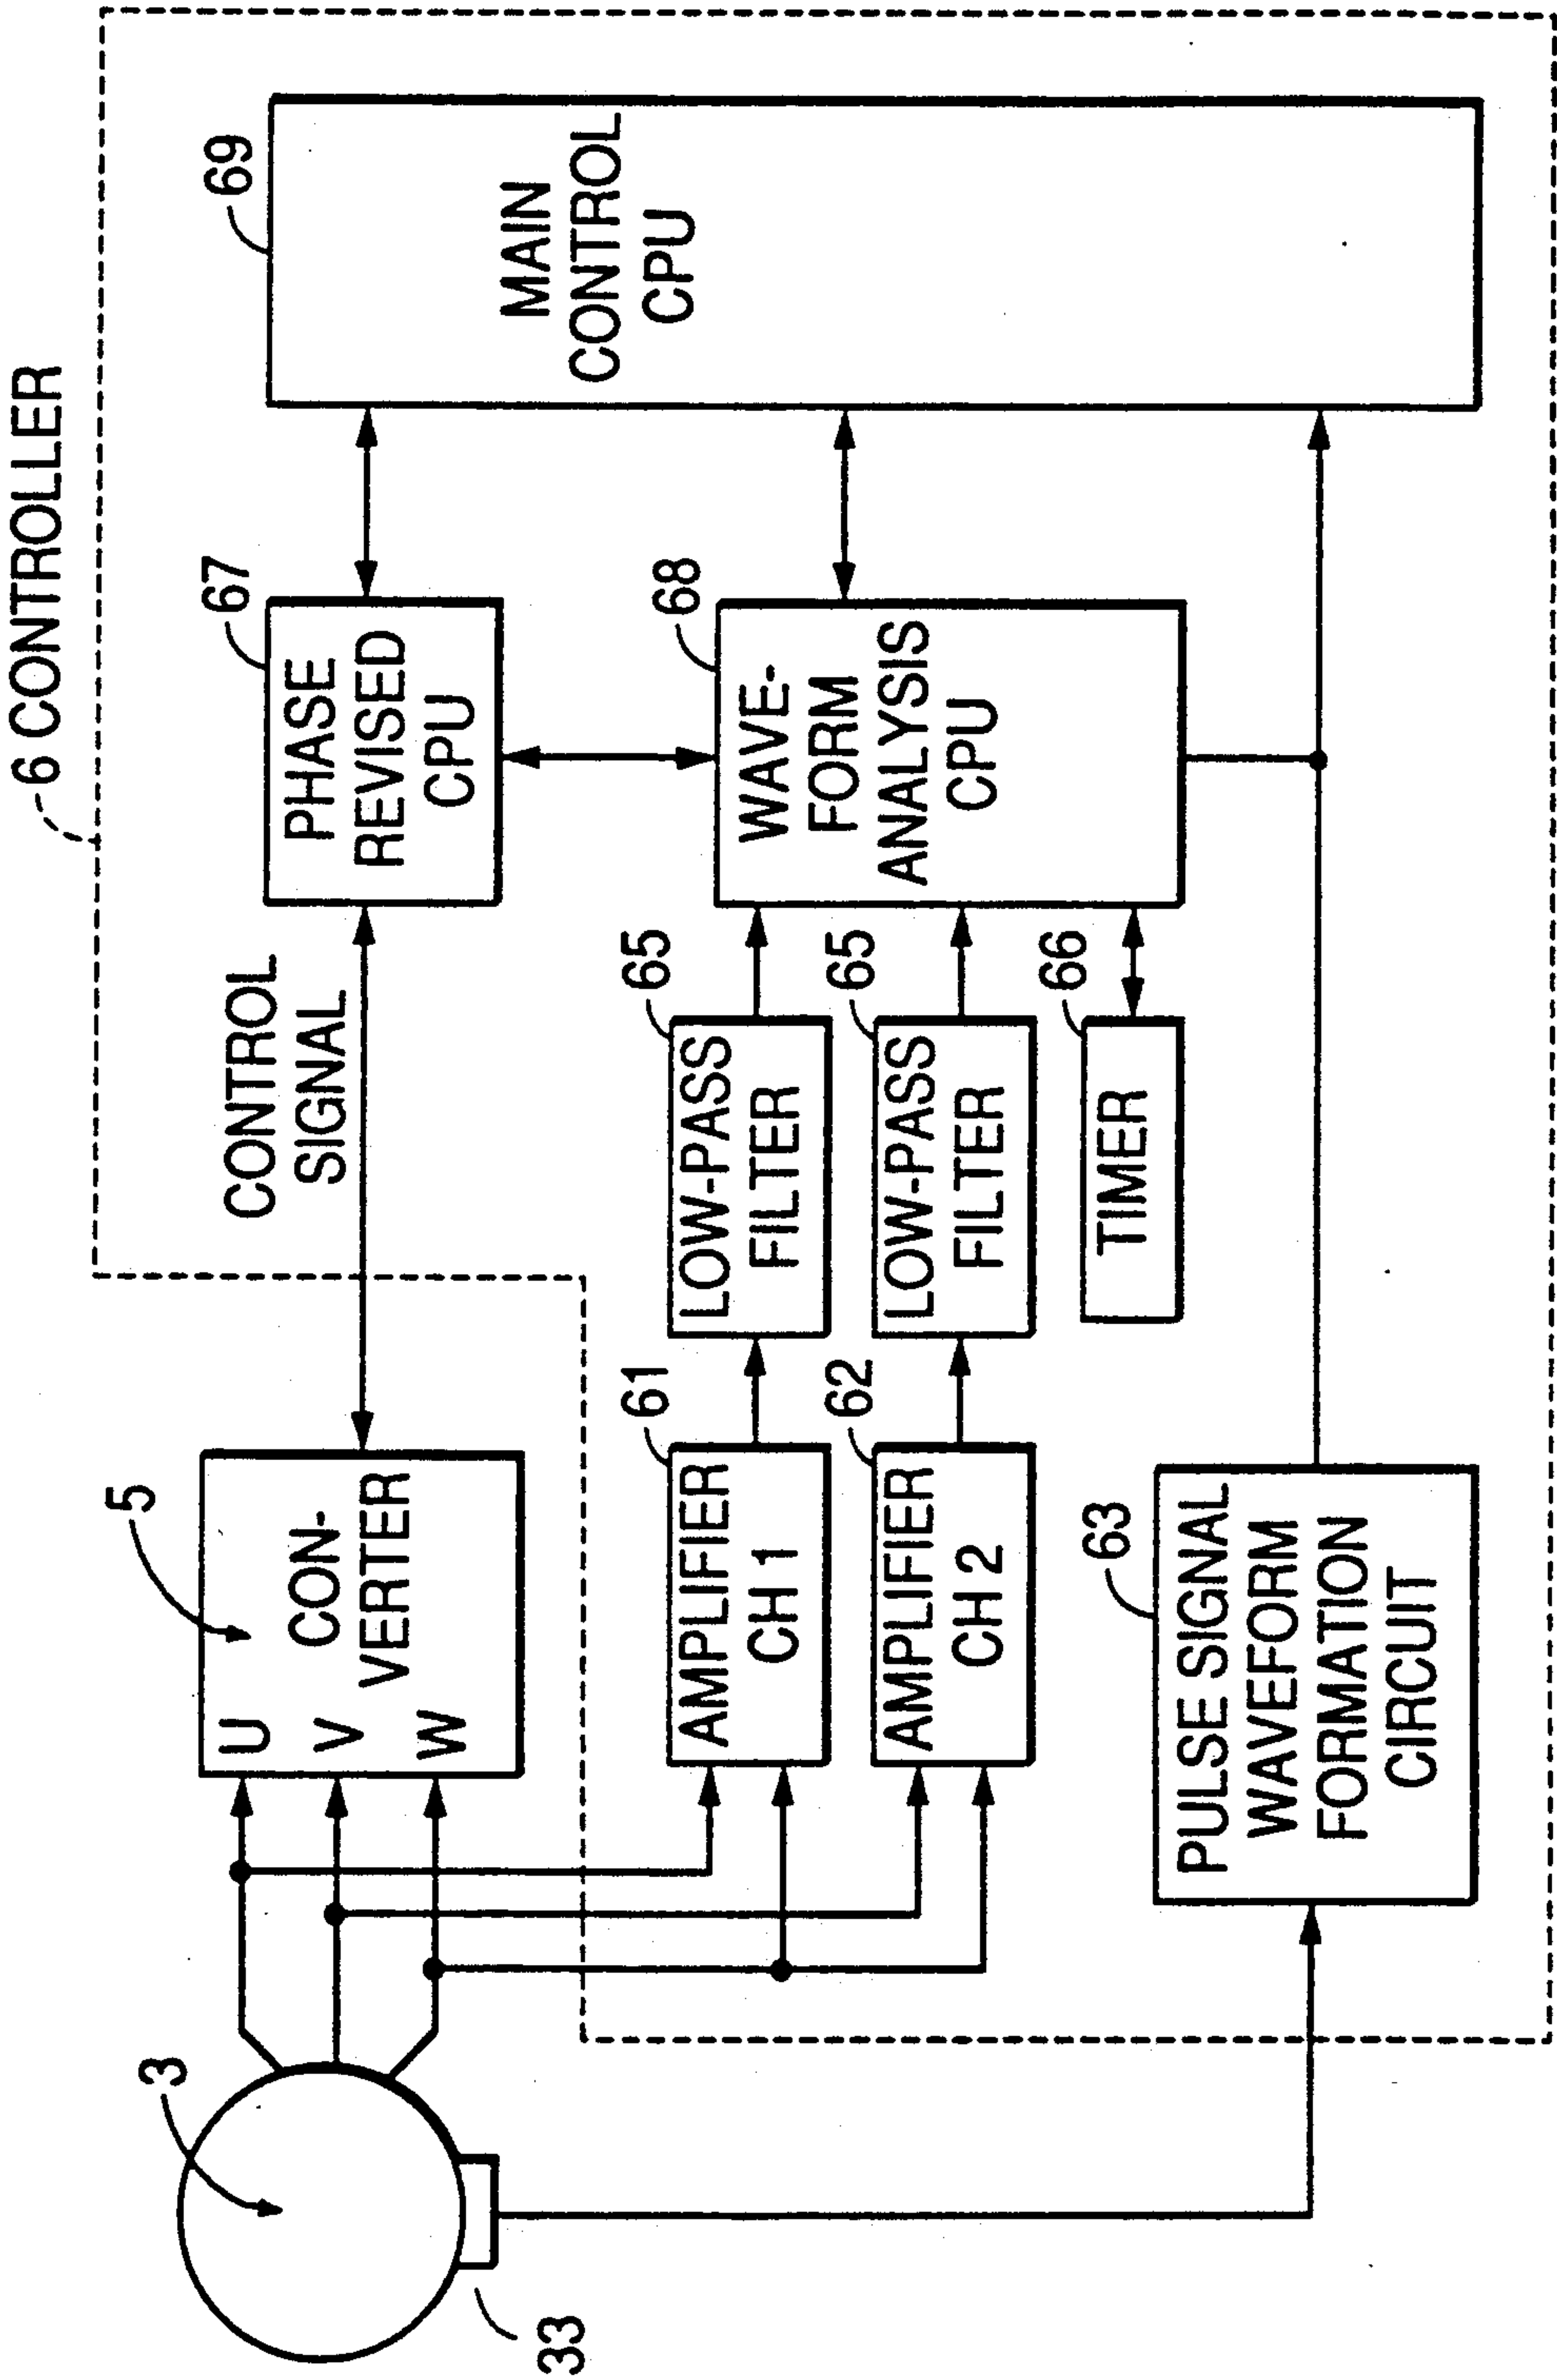 6 CONTROLLER
3
33
5
U
V
W
CON-
VERTER
CONTROL
SIGNAL
67
PHASE
REVISED
CPU
69
MAIN
CONTROL
CPU
61
AMPLIFIER
CH 1
65
LOW-PASS
FILTER
68
WAVE-
FORM
ANALYSIS
CPU
62
AMPLIFIER
CH 2
65
LOW-PASS
FILTER
66
TIMER
63
PULSE SIGNAL
WAVEFORM
FORMATION
CIRCUIT